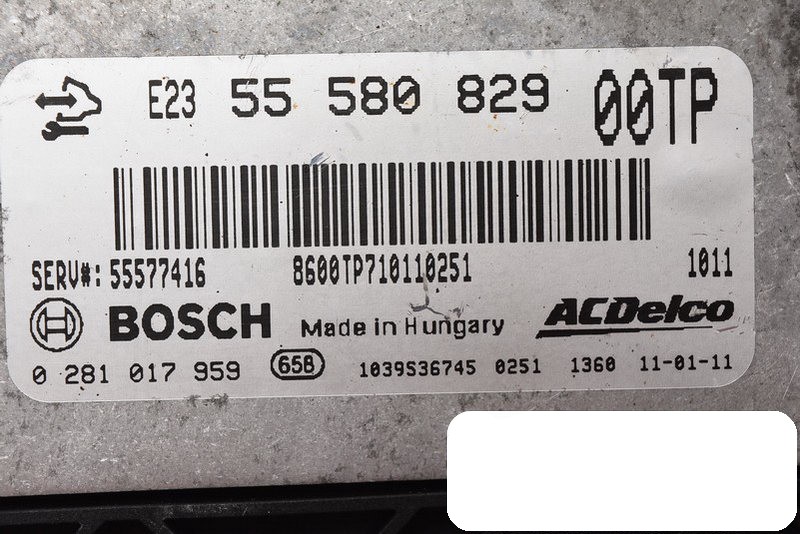 E23 55 580 829 00TP
SERV#: 55577416 8600TP710110251 1011
BOSCH Made in Hungary ACDelco
0 281 017 959 65B 1039S36745 0251 1360 11-01-11